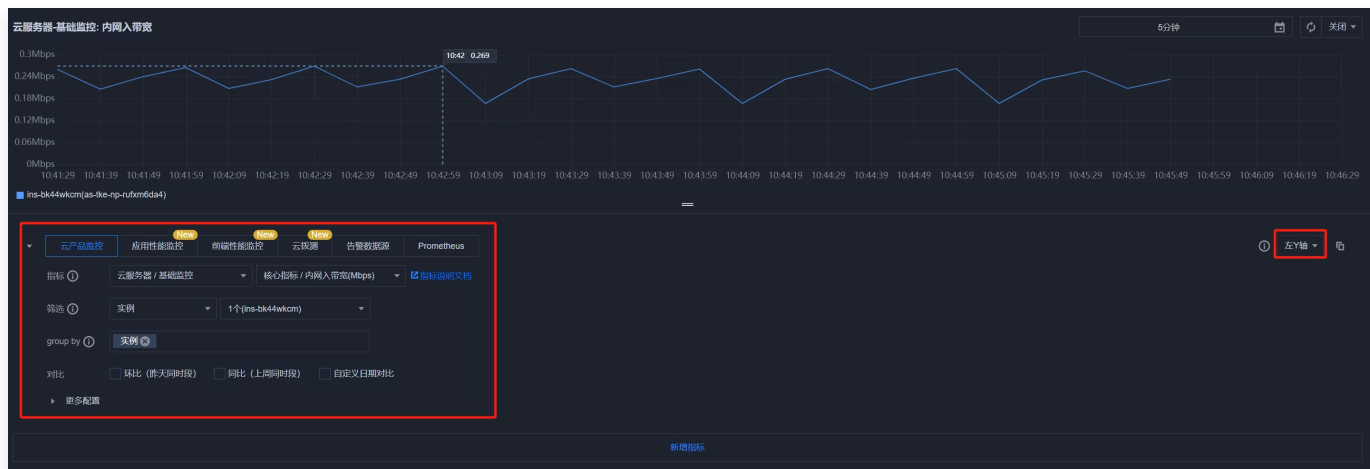 云服务器-基础监控: 内网入带宽
5分钟 关闭
0.3Mbps
10:42 0.269
0.24Mbps
0.18Mbps
0.12Mbps
0.06Mbps
0Mbps
10:41:29 10:41:39 10:41:49 10:41:59 10:42:09 10:42:19 10:42:29 10:42:39 10:42:49 10:42:59 10:43:09 10:43:19 10:43:29 10:43:39 10:43:49 10:43:59 10:44:09 10:44:19 10:44:29 10:44:39 10:44:49 10:44:59 10:45:09 10:45:19 10:45:29 10:45:39 10:45:49 10:45:59 10:46:09 10:46:19 10:46:29
ins-bk44wkcm(as-tke-np-rufxm6da4)
New New New
云产品监控 应用性能监控 前端性能监控 云拨测 告警数据源 Prometheus 左Y轴
指标 云服务器 / 基础监控 核心指标 / 内网入带宽(Mbps) 指标说明文档
筛选 实例 1个(ins-bk44wkcm)
group by 实例
对比 环比 (昨天同时段) 同比 (上周同时段) 自定义日期对比
更多配置
新增指标